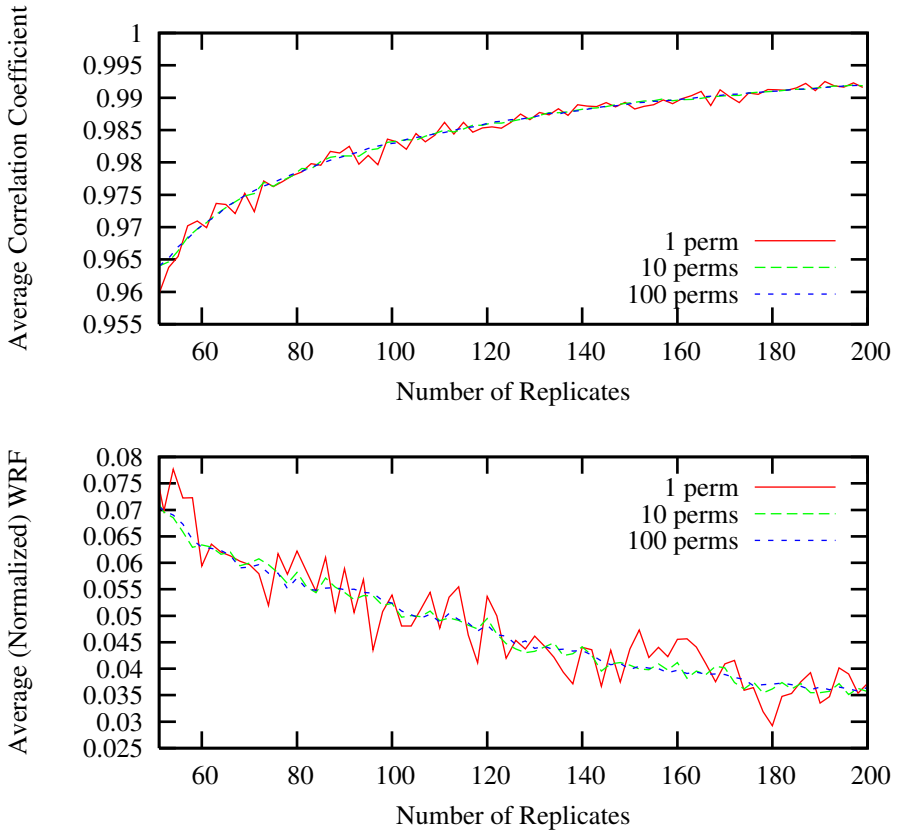 Average Correlation Coefficient
1
0.995
0.99
0.985
0.98
0.975
0.97
0.965
0.96
0.955
1 perm
10 perms
100 perms
60 80 100 120 140 160 180 200
Number of Replicates
Average (Normalized) WRF
0.08
0.07
0.065
0.06
0.055
0.05
0.045
0.04
0.035
0.03
0.025
1 perm
10 perms
100 perms
60 80 100 120 140 160 180 200
Number of Replicates